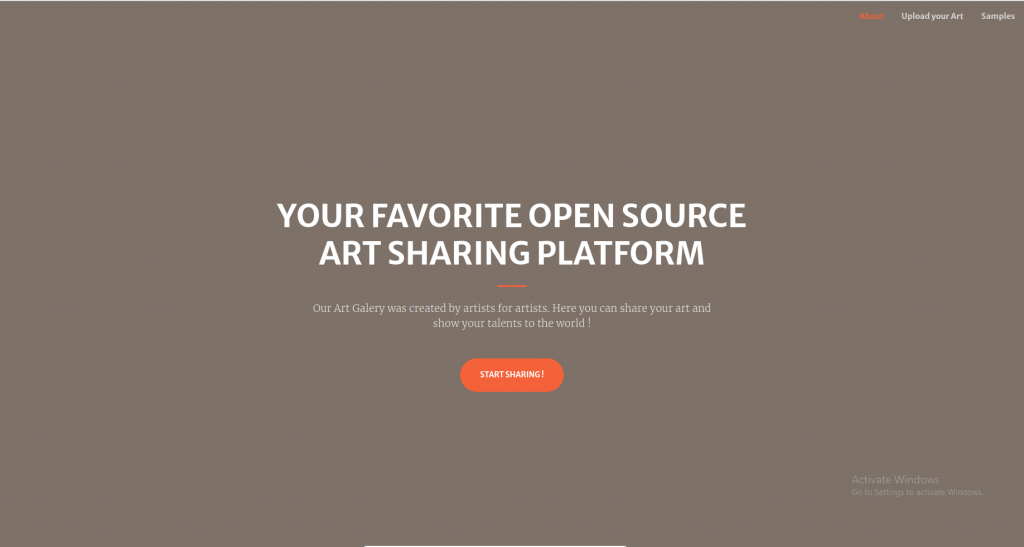 About Upload your Art Samples
YOUR FAVORITE OPEN SOURCE
ART SHARING PLATFORM
Our Art Galery was created by artists for artists. Here you can share your art and
show your talents to the world !
START SHARING !
Activate Windows
Go to Settings to activate Windows.